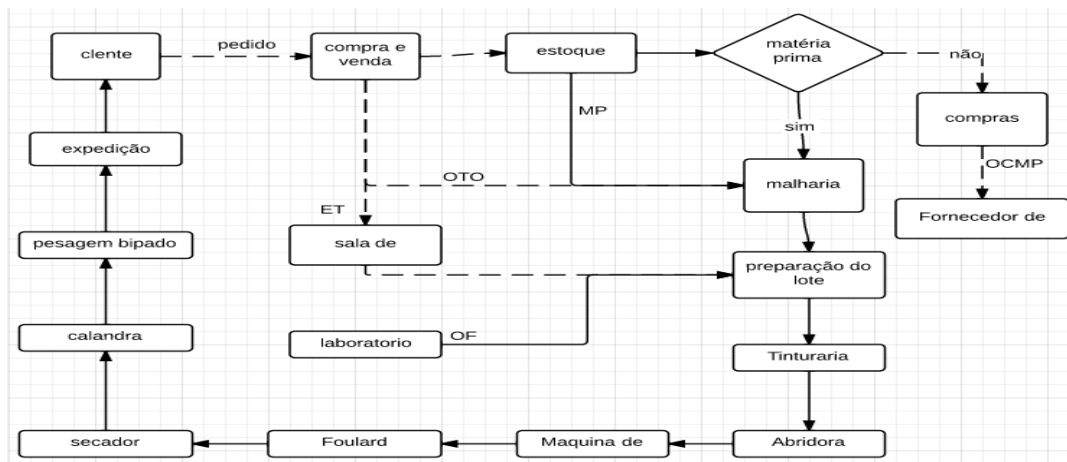 clente
pedido
compra e
venda
estoque
matéria
prima
não
compras
OCMP
Fornecedor de
MP
sim
malharia
OTO
ET
sala de
expedição
pesagem bipado
preparação do
lote
calandra
laboratorio
OF
Tinturaria
secador
Foulard
Maquina de
Abridora